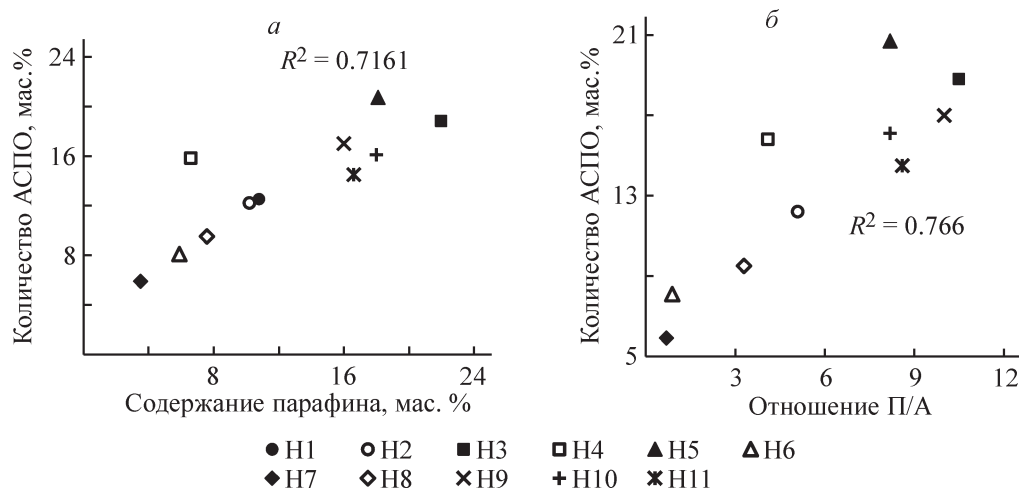 а
R² = 0.7161
Количество АСПО, мас.%
24
16
8
8
16
24
Содержание парафина, мас. %
б
R² = 0.766
Количество АСПО, мас.%
21
13
5
3
6
9
12
Отношение П/А
Н1 Н2 Н3 Н4 Н5 Н6
Н7 Н8 Н9 Н10 Н11